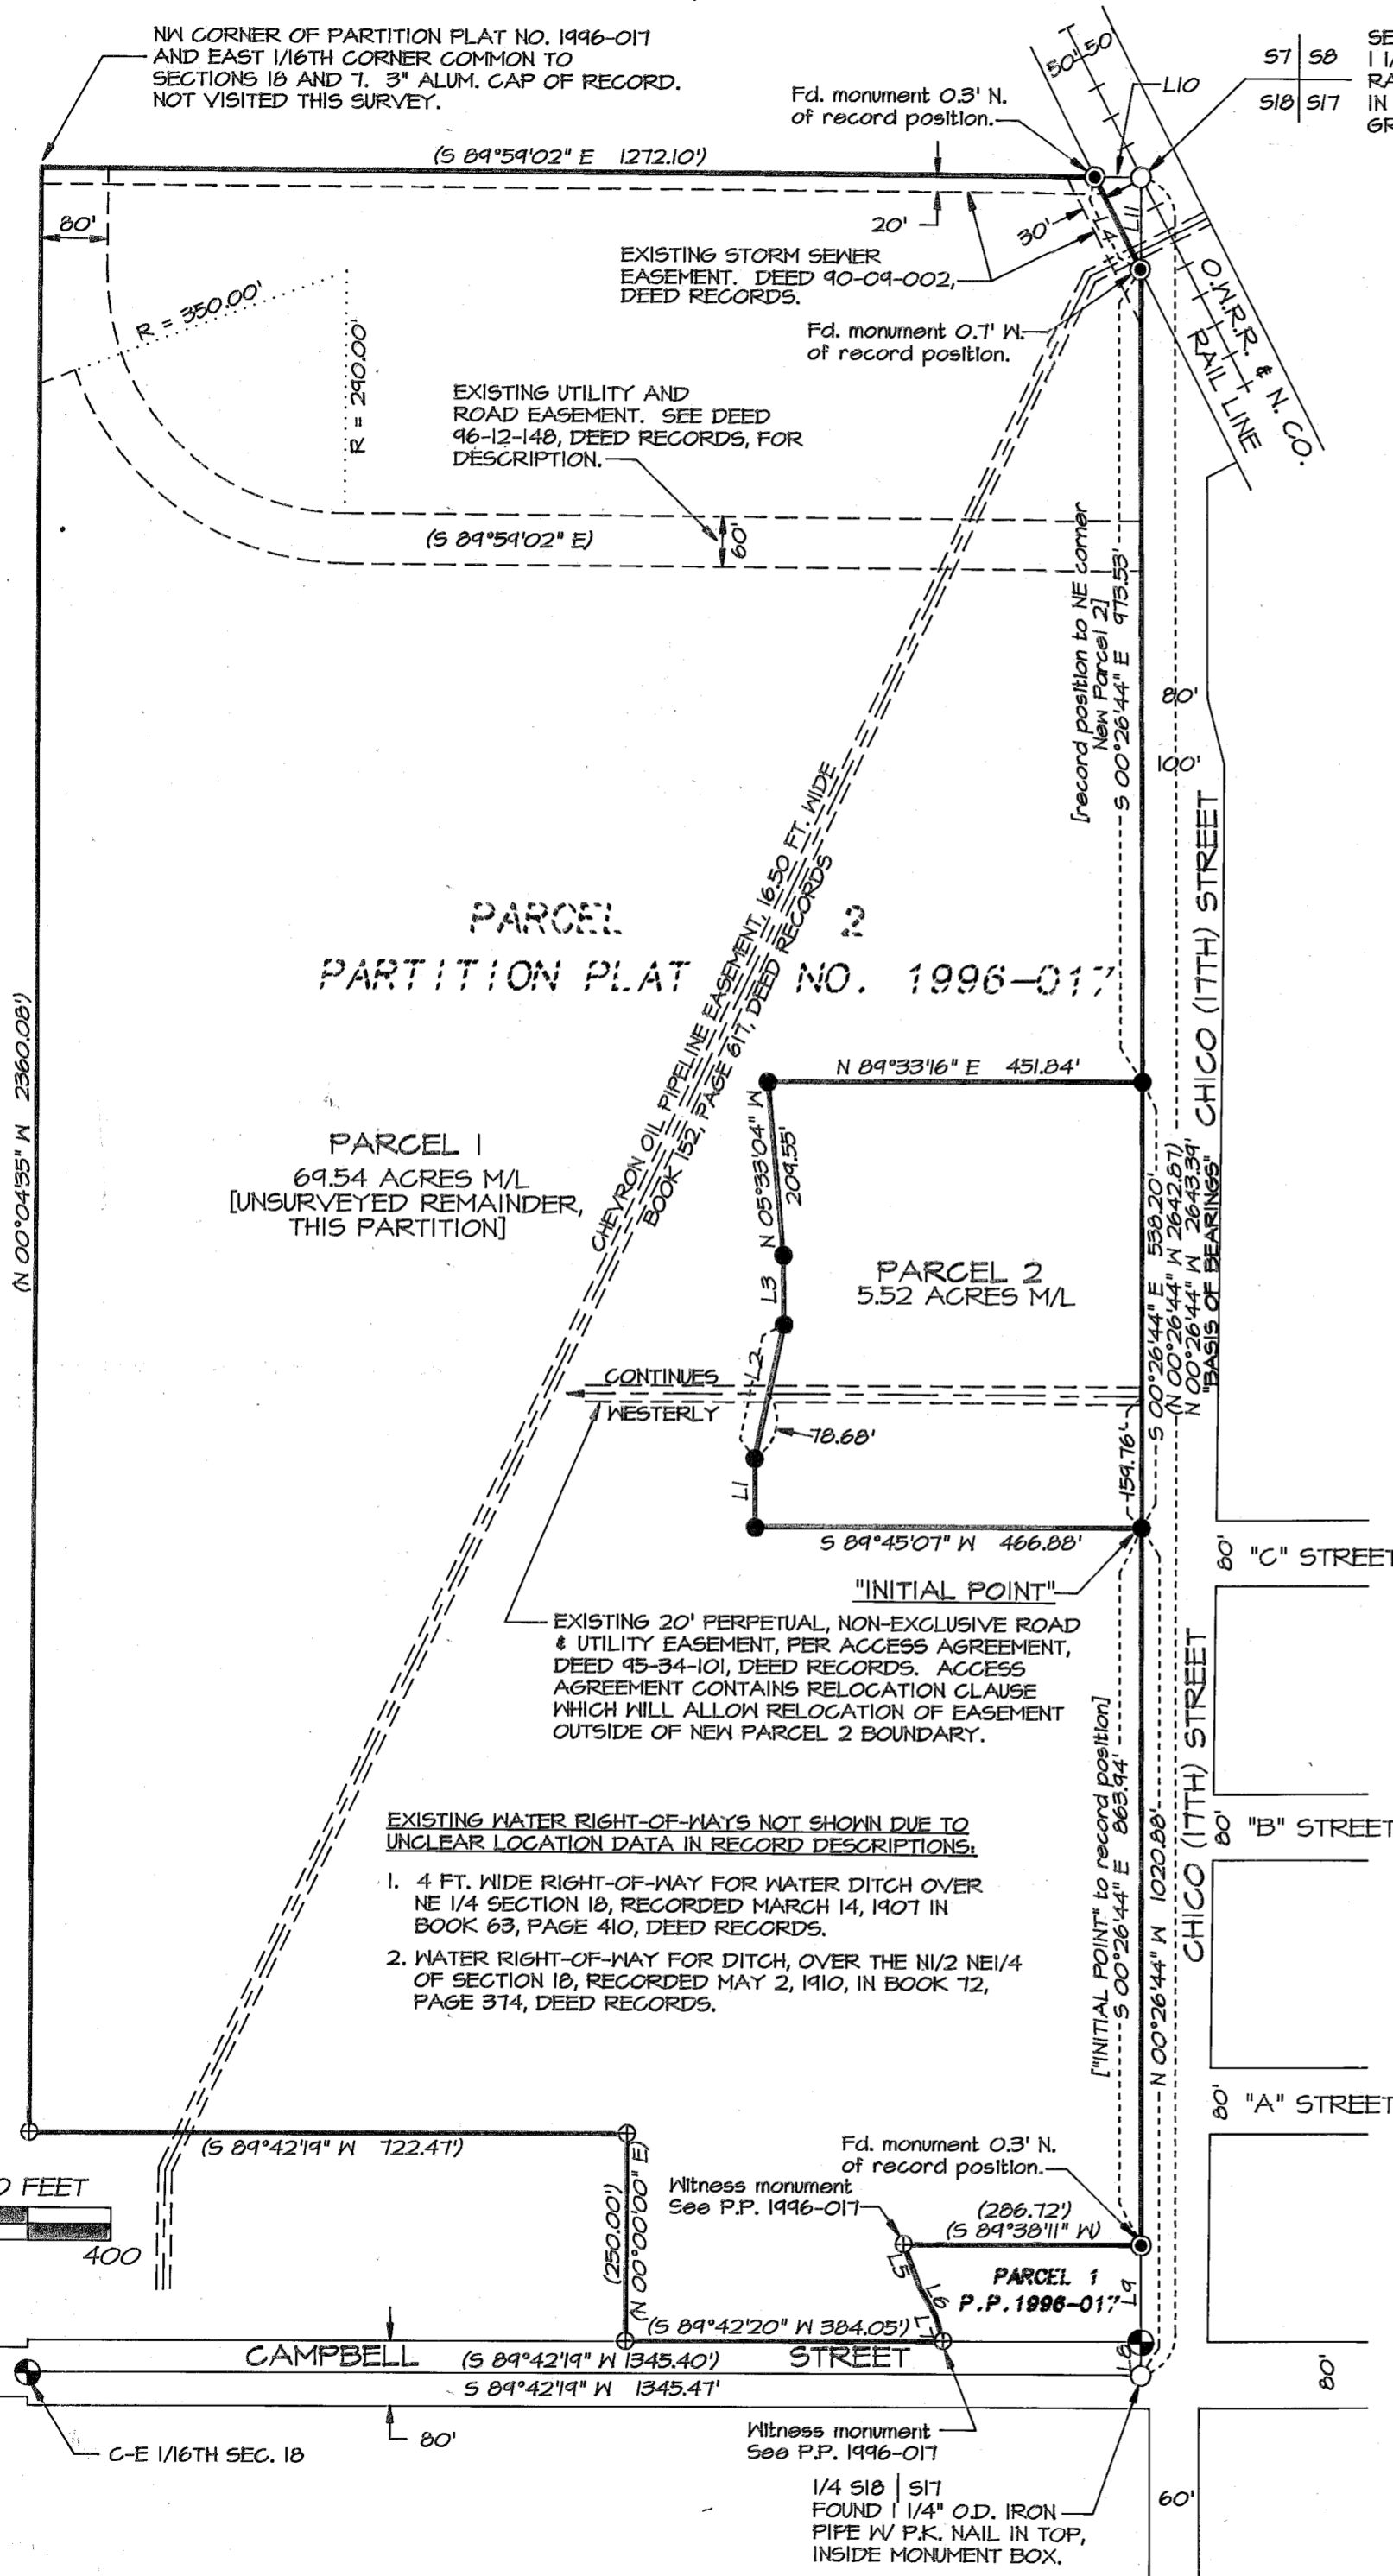 NW CORNER OF PARTITION PLAT NO. 1996-017
AND EAST 1/16TH CORNER COMMON TO
SECTIONS 18 AND 7. 3" ALUM. CAP OF RECORD.
NOT VISITED THIS SURVEY.
50' 50'
L10
S7 | S8
S18 | S17
SE
1 1/
RA
IN
GR
Fd. monument 0.3' N.
of record position.
(S 89°59'02" E 1272.10')
80'
20'
30'
L4
L11
EXISTING STORM SEWER
EASEMENT. DEED 90-09-002,
DEED RECORDS.
R = 350.00'
R = 290.00'
Fd. monument 0.7' W.
of record position.
O.W.R.R. & N. CO.
RAIL LINE
EXISTING UTILITY AND
ROAD EASEMENT. SEE DEED
96-12-148, DEED RECORDS, FOR
DESCRIPTION.
(S 89°59'02" E)
60'
[record position to NE corner
New Parcel 2]
S 00°26'44" E 973.53'
80'
100'
CHICO (17TH) STREET
CHEVRON OIL PIPELINE EASEMENT, 16.50 FT. WIDE
BOOK 152, PAGE 617, DEED RECORDS
PARCEL 2
PARTITION PLAT NO. 1996-017
(N 00°04'35" W 2360.08')
N 89°33'16" E 451.84'
PARCEL 1
69.54 ACRES M/L
[UNSURVEYED REMAINDER,
THIS PARTITION]
N 05°33'04" W
209.55'
L3
PARCEL 2
5.52 ACRES M/L
S 00°26'44" E 538.20'
(N 00°26'44" W 2642.87)
N 00°26'44" W 2643.39'
"BASIS OF BEARINGS"
L2
CONTINUES
WESTERLY
78.68'
L1
159.76'
S 89°45'07" W 466.88'
80' "C" STREET
"INITIAL POINT"
EXISTING 20' PERPETUAL, NON-EXCLUSIVE ROAD
& UTILITY EASEMENT, PER ACCESS AGREEMENT,
DEED 95-34-101, DEED RECORDS. ACCESS
AGREEMENT CONTAINS RELOCATION CLAUSE
WHICH WILL ALLOW RELOCATION OF EASEMENT
OUTSIDE OF NEW PARCEL 2 BOUNDARY.
["INITIAL POINT" to record position]
S 00°26'44" E 863.94'
N 00°26'44" W 1020.88'
CHICO (17TH) STREET
80' "B" STREET
EXISTING WATER RIGHT-OF-WAYS NOT SHOWN DUE TO
UNCLEAR LOCATION DATA IN RECORD DESCRIPTIONS:
1. 4 FT. WIDE RIGHT-OF-WAY FOR WATER DITCH OVER
NE 1/4 SECTION 18, RECORDED MARCH 14, 1907 IN
BOOK 63, PAGE 410, DEED RECORDS.
2. WATER RIGHT-OF-WAY FOR DITCH, OVER THE N1/2 NE1/4
OF SECTION 18, RECORDED MAY 2, 1910, IN BOOK 72,
PAGE 374, DEED RECORDS.
80' "A" STREET
(S 89°42'19" W 722.47')
(250.00')
(N 00°00'00" E)
Fd. monument 0.3' N.
of record position.
Witness monument
See P.P. 1996-017
(286.72')
(S 89°38'11" W)
O FEET
400
L5
L6
L7
PARCEL 1
P.P. 1996-017
L9
(S 89°42'20" W 384.05')
CAMPBELL STREET
(S 89°42'19" W 1345.40')
S 89°42'19" W 1345.47'
L8
80'
80'
C-E 1/16TH SEC. 18
Witness monument
See P.P. 1996-017
1/4 S18 | S17
FOUND 1 1/4" O.D. IRON
PIPE W/ P.K. NAIL IN TOP,
INSIDE MONUMENT BOX.
60'